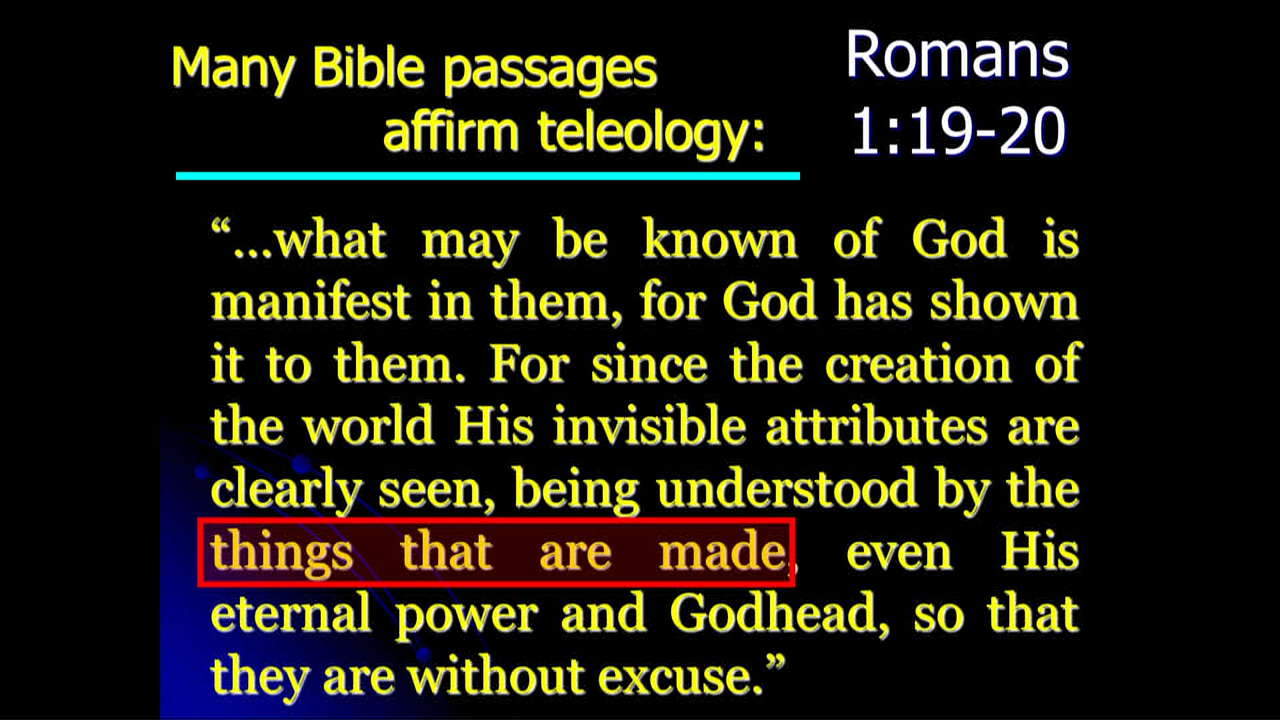 Many Bible passages
affirm teleology:
Romans
1:19-20
“...what may be known of God is
manifest in them, for God has shown
it to them. For since the creation of
the world His invisible attributes are
clearly seen, being understood by the
things that are made, even His
eternal power and Godhead, so that
they are without excuse.”